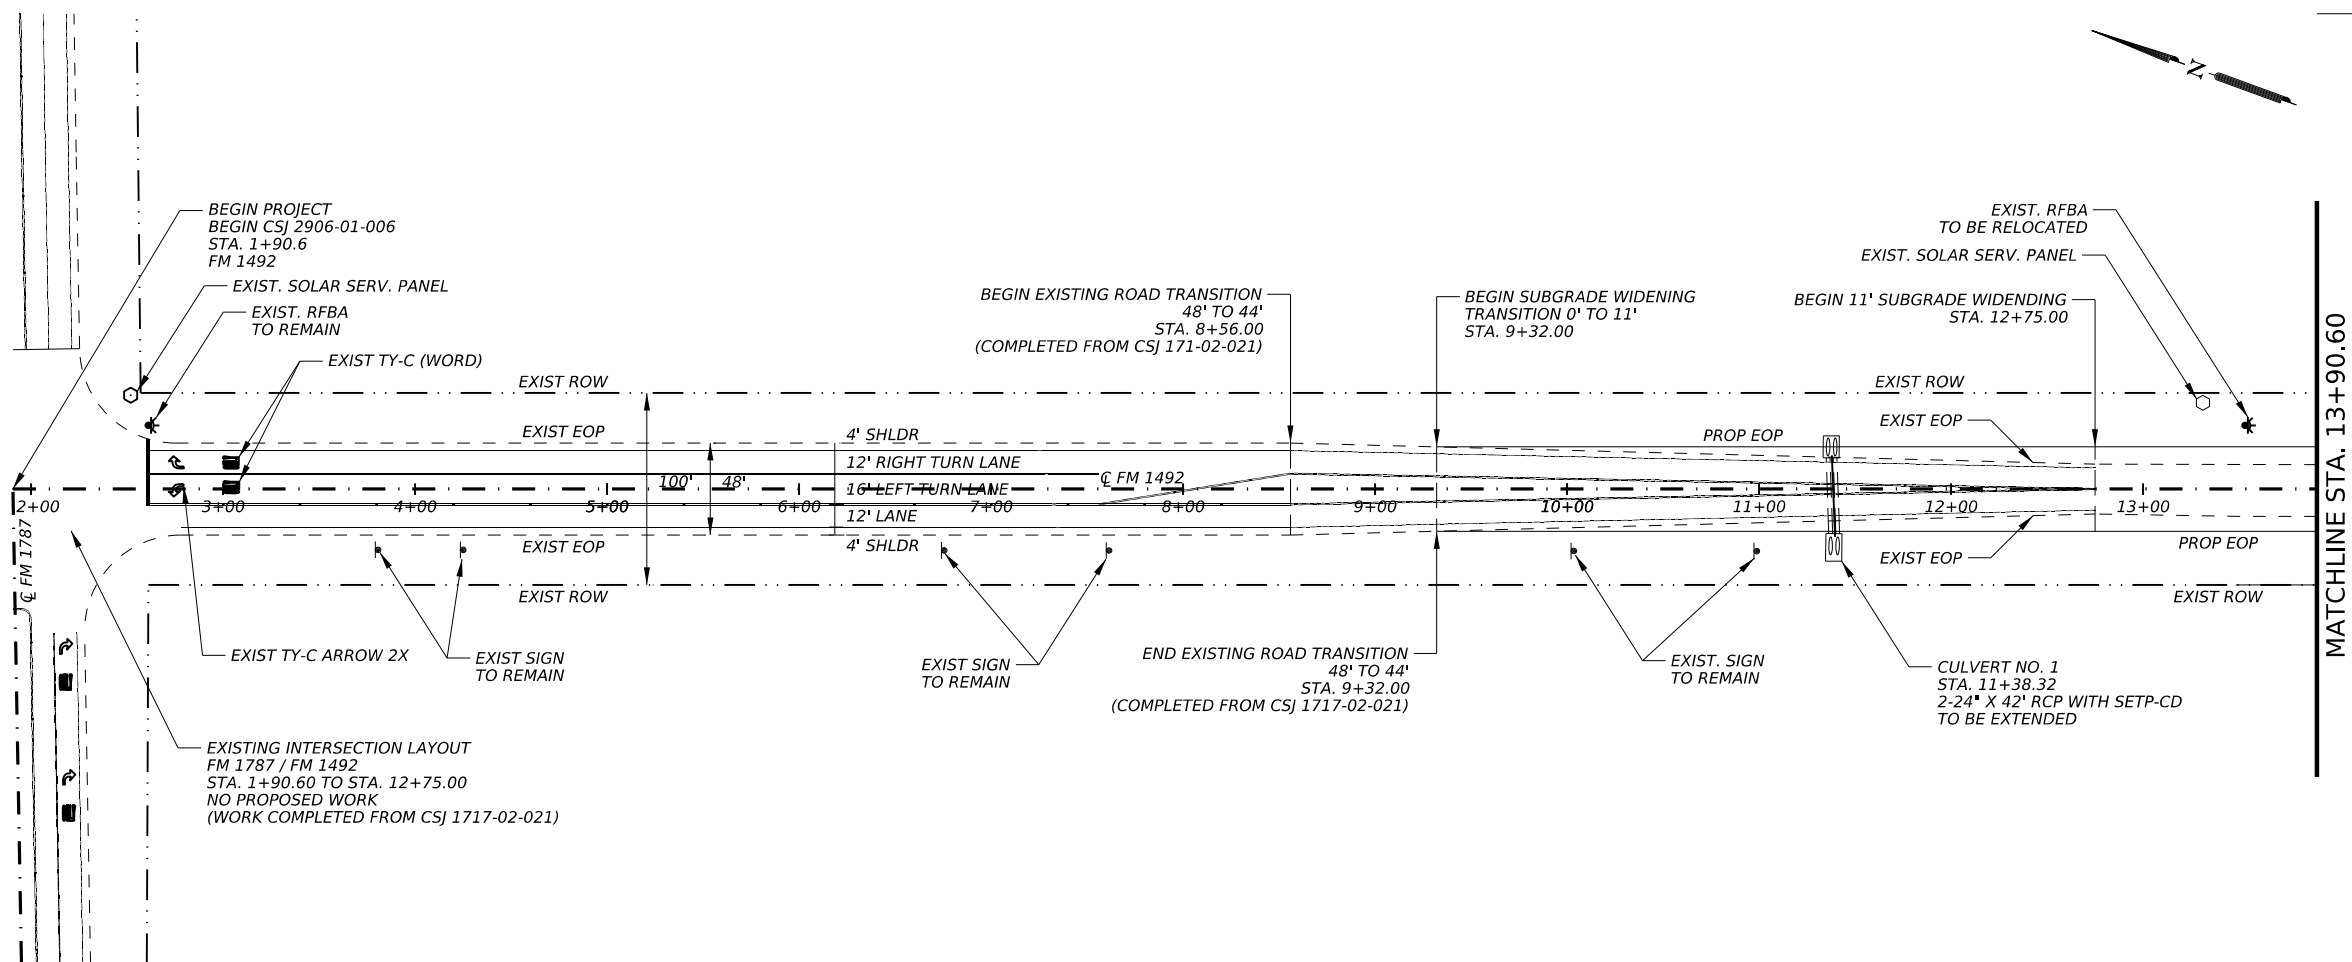 N
BEGIN PROJECT
BEGIN CSJ 2906-01-006
STA. 1+90.6
FM 1492
EXIST. SOLAR SERV. PANEL
EXIST. RFBA
TO REMAIN
EXIST TY-C (WORD)
BEGIN EXISTING ROAD TRANSITION
48' TO 44'
STA. 8+56.00
(COMPLETED FROM CSJ 171-02-021)
BEGIN SUBGRADE WIDENING
TRANSITION 0' TO 11'
STA. 9+32.00
EXIST. RFBA
TO BE RELOCATED
EXIST. SOLAR SERV. PANEL
BEGIN 11' SUBGRADE WIDENDING
STA. 12+75.00
MATCHLINE STA. 13+90.60
EXIST ROW
EXIST ROW
EXIST EOP
4' SHLDR
PROP EOP
EXIST EOP
12' RIGHT TURN LANE
100'
48'
16' LEFT TURN LANE
℄ FM 1492
2+00
3+00
4+00
5+00
6+00
7+00
8+00
9+00
10+00
11+00
12+00
13+00
12' LANE
EXIST EOP
4' SHLDR
EXIST EOP
PROP EOP
℄ FM 1787
EXIST ROW
EXIST ROW
EXIST TY-C ARROW 2X
EXIST SIGN
TO REMAIN
EXIST SIGN
TO REMAIN
END EXISTING ROAD TRANSITION
48' TO 44'
STA. 9+32.00
(COMPLETED FROM CSJ 1717-02-021)
EXIST. SIGN
TO REMAIN
CULVERT NO. 1
STA. 11+38.32
2-24" X 42' RCP WITH SETP-CD
TO BE EXTENDED
EXISTING INTERSECTION LAYOUT
FM 1787 / FM 1492
STA. 1+90.60 TO STA. 12+75.00
NO PROPOSED WORK
(WORK COMPLETED FROM CSJ 1717-02-021)